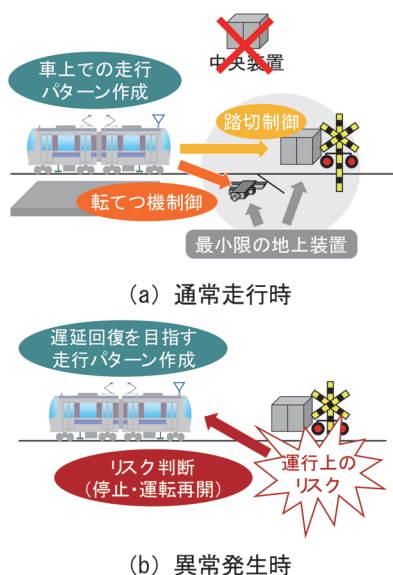 中央装置
車上での走行
パターン作成
踏切制御
転てつ機制御
最小限の地上装置
(a) 通常走行時
遅延回復を目指す
走行パターン作成
リスク判断
(停止・運転再開)
運行上の
リスク
(b) 異常発生時